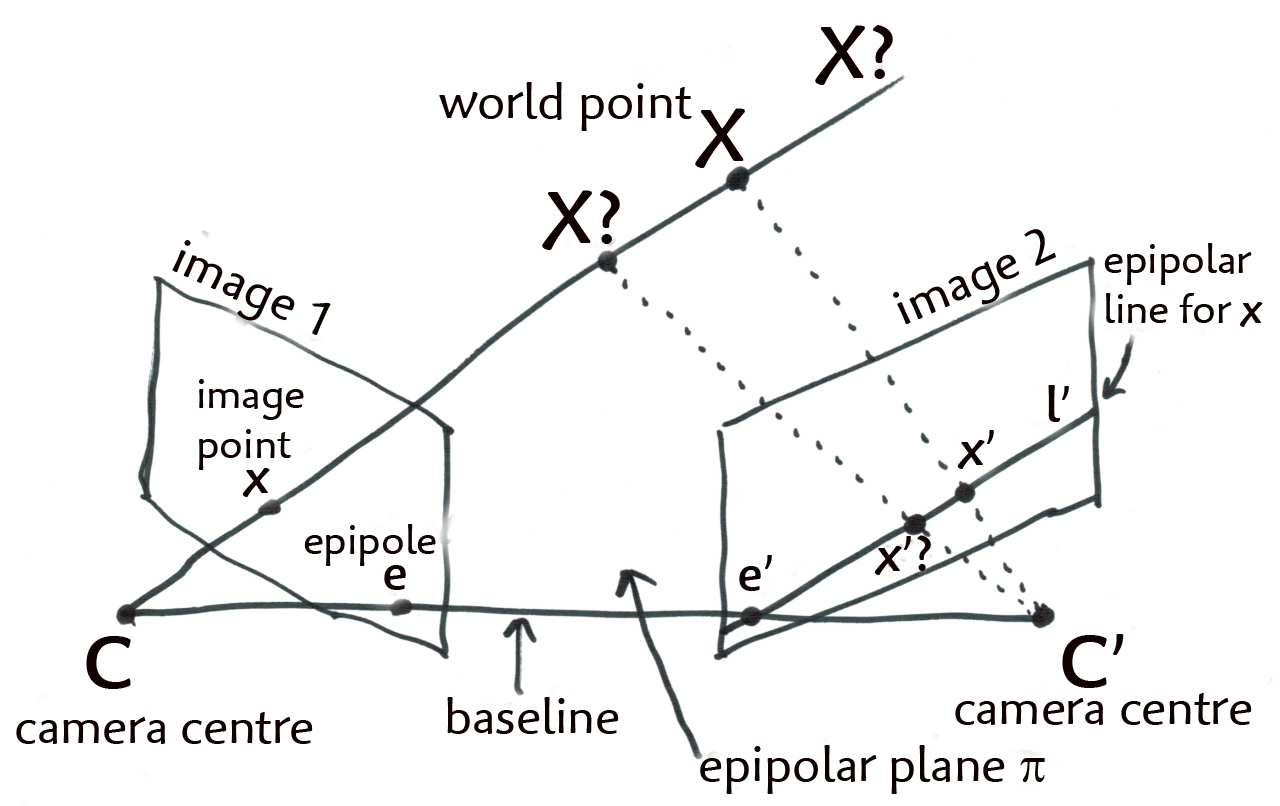 X?
world point
X
X?
image 1
image 2
epipolar
line for x
image
point
x
l’
x’
epipole
e
x’?
e’
C
camera centre
baseline
C’
camera centre
epipolar plane π